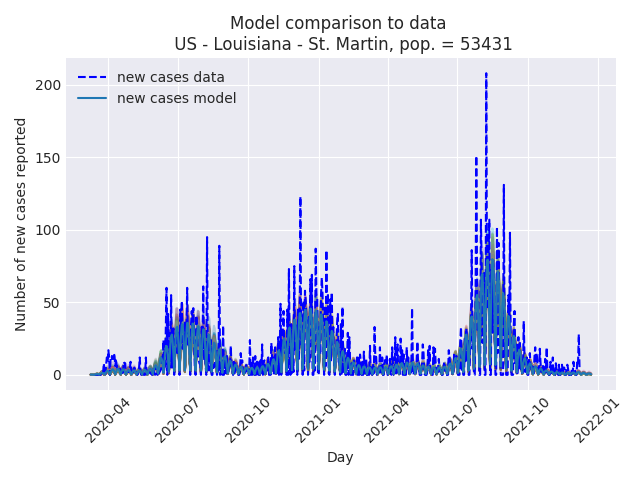 Model comparison to data
US - Louisiana - St. Martin, pop. = 53431
new cases data
new cases model
Number of new cases reported
200
150
100
50
0
2020-04
2020-07
2020-10
2021-01
2021-04
2021-07
2021-10
2022-01
Day